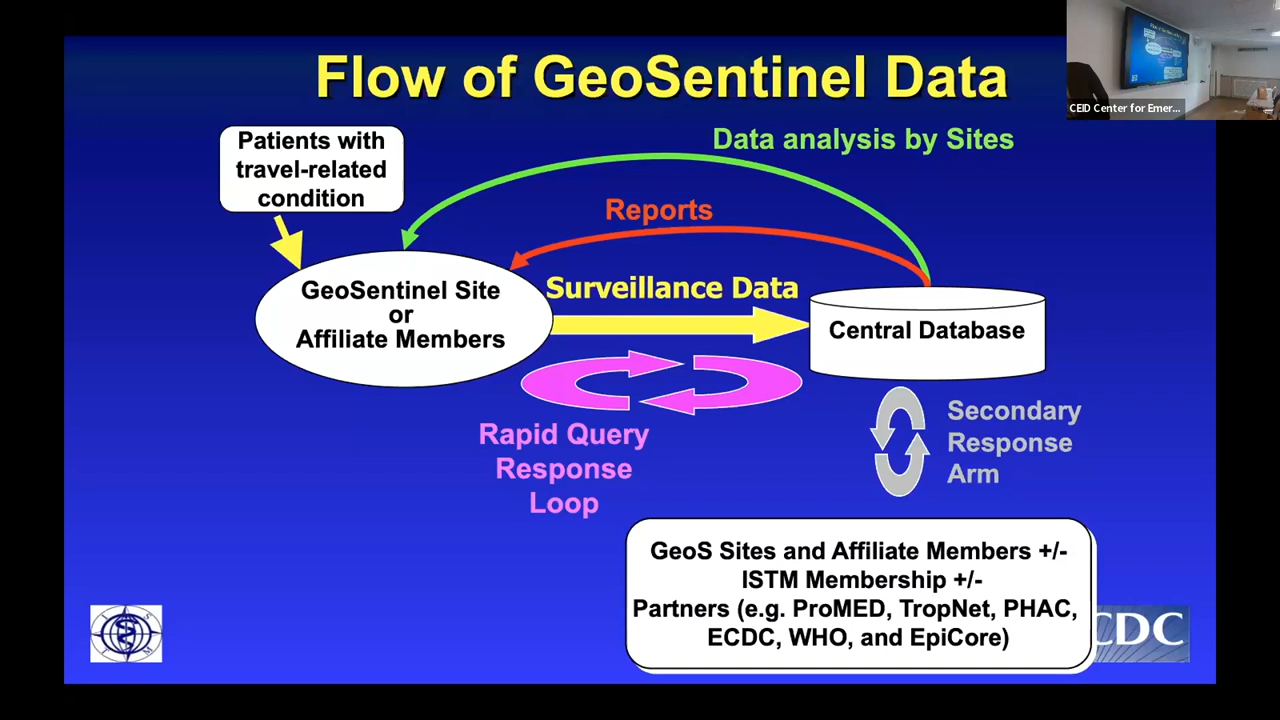 Flow of GeoSentinel Data
CEID Center for Emer...
Patients with
travel-related
condition
Data analysis by Sites
Reports
GeoSentinel Site
or
Affiliate Members
Surveillance Data
Central Database
Rapid Query
Response
Loop
Secondary
Response
Arm
GeoS Sites and Affiliate Members +/-
ISTM Membership +/-
Partners (e.g. ProMED, TropNet, PHAC,
ECDC, WHO, and EpiCore)
CDC